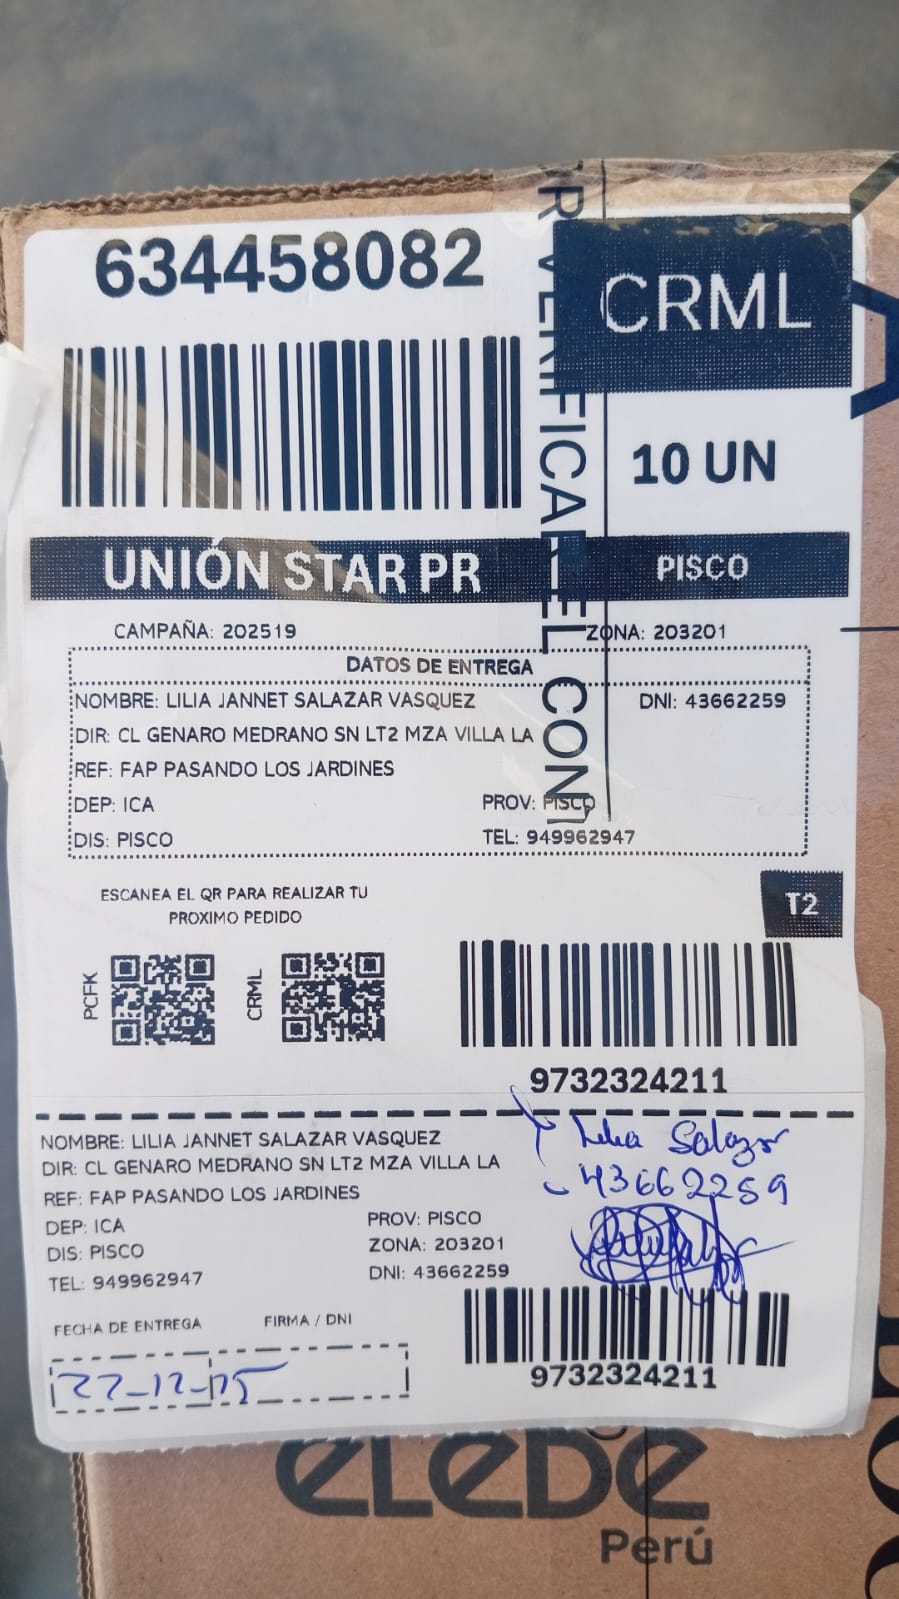 634458082
CRML
10 UN
RVERIFICAR EL CON
UNIÓN STAR PR
PISCO
CAMPAÑA: 202519
ZONA: 203201
DATOS DE ENTREGA
NOMBRE: LILIA JANNET SALAZAR VASQUEZ
DNI: 43662259
DIR: CL GENARO MEDRANO SN LT2 MZA VILLA LA
REF: FAP PASANDO LOS JARDINES
DEP: ICA
PROV: PISCO
DIS: PISCO
TEL: 949962947
ESCANEA EL QR PARA REALIZAR TU
PROXIMO PEDIDO
T2
PCFK
CRML
9732324211
NOMBRE: LILIA JANNET SALAZAR VASQUEZ
DIR: CL GENARO MEDRANO SN LT2 MZA VILLA LA
REF: FAP PASANDO LOS JARDINES
DEP: ICA
PROV: PISCO
DIS: PISCO
ZONA: 203201
TEL: 949962947
DNI: 43662259
Lilia Salazar
43662259
FECHA DE ENTREGA
FIRMA / DNI
22-12-25
9732324211
eLeBe
Perú